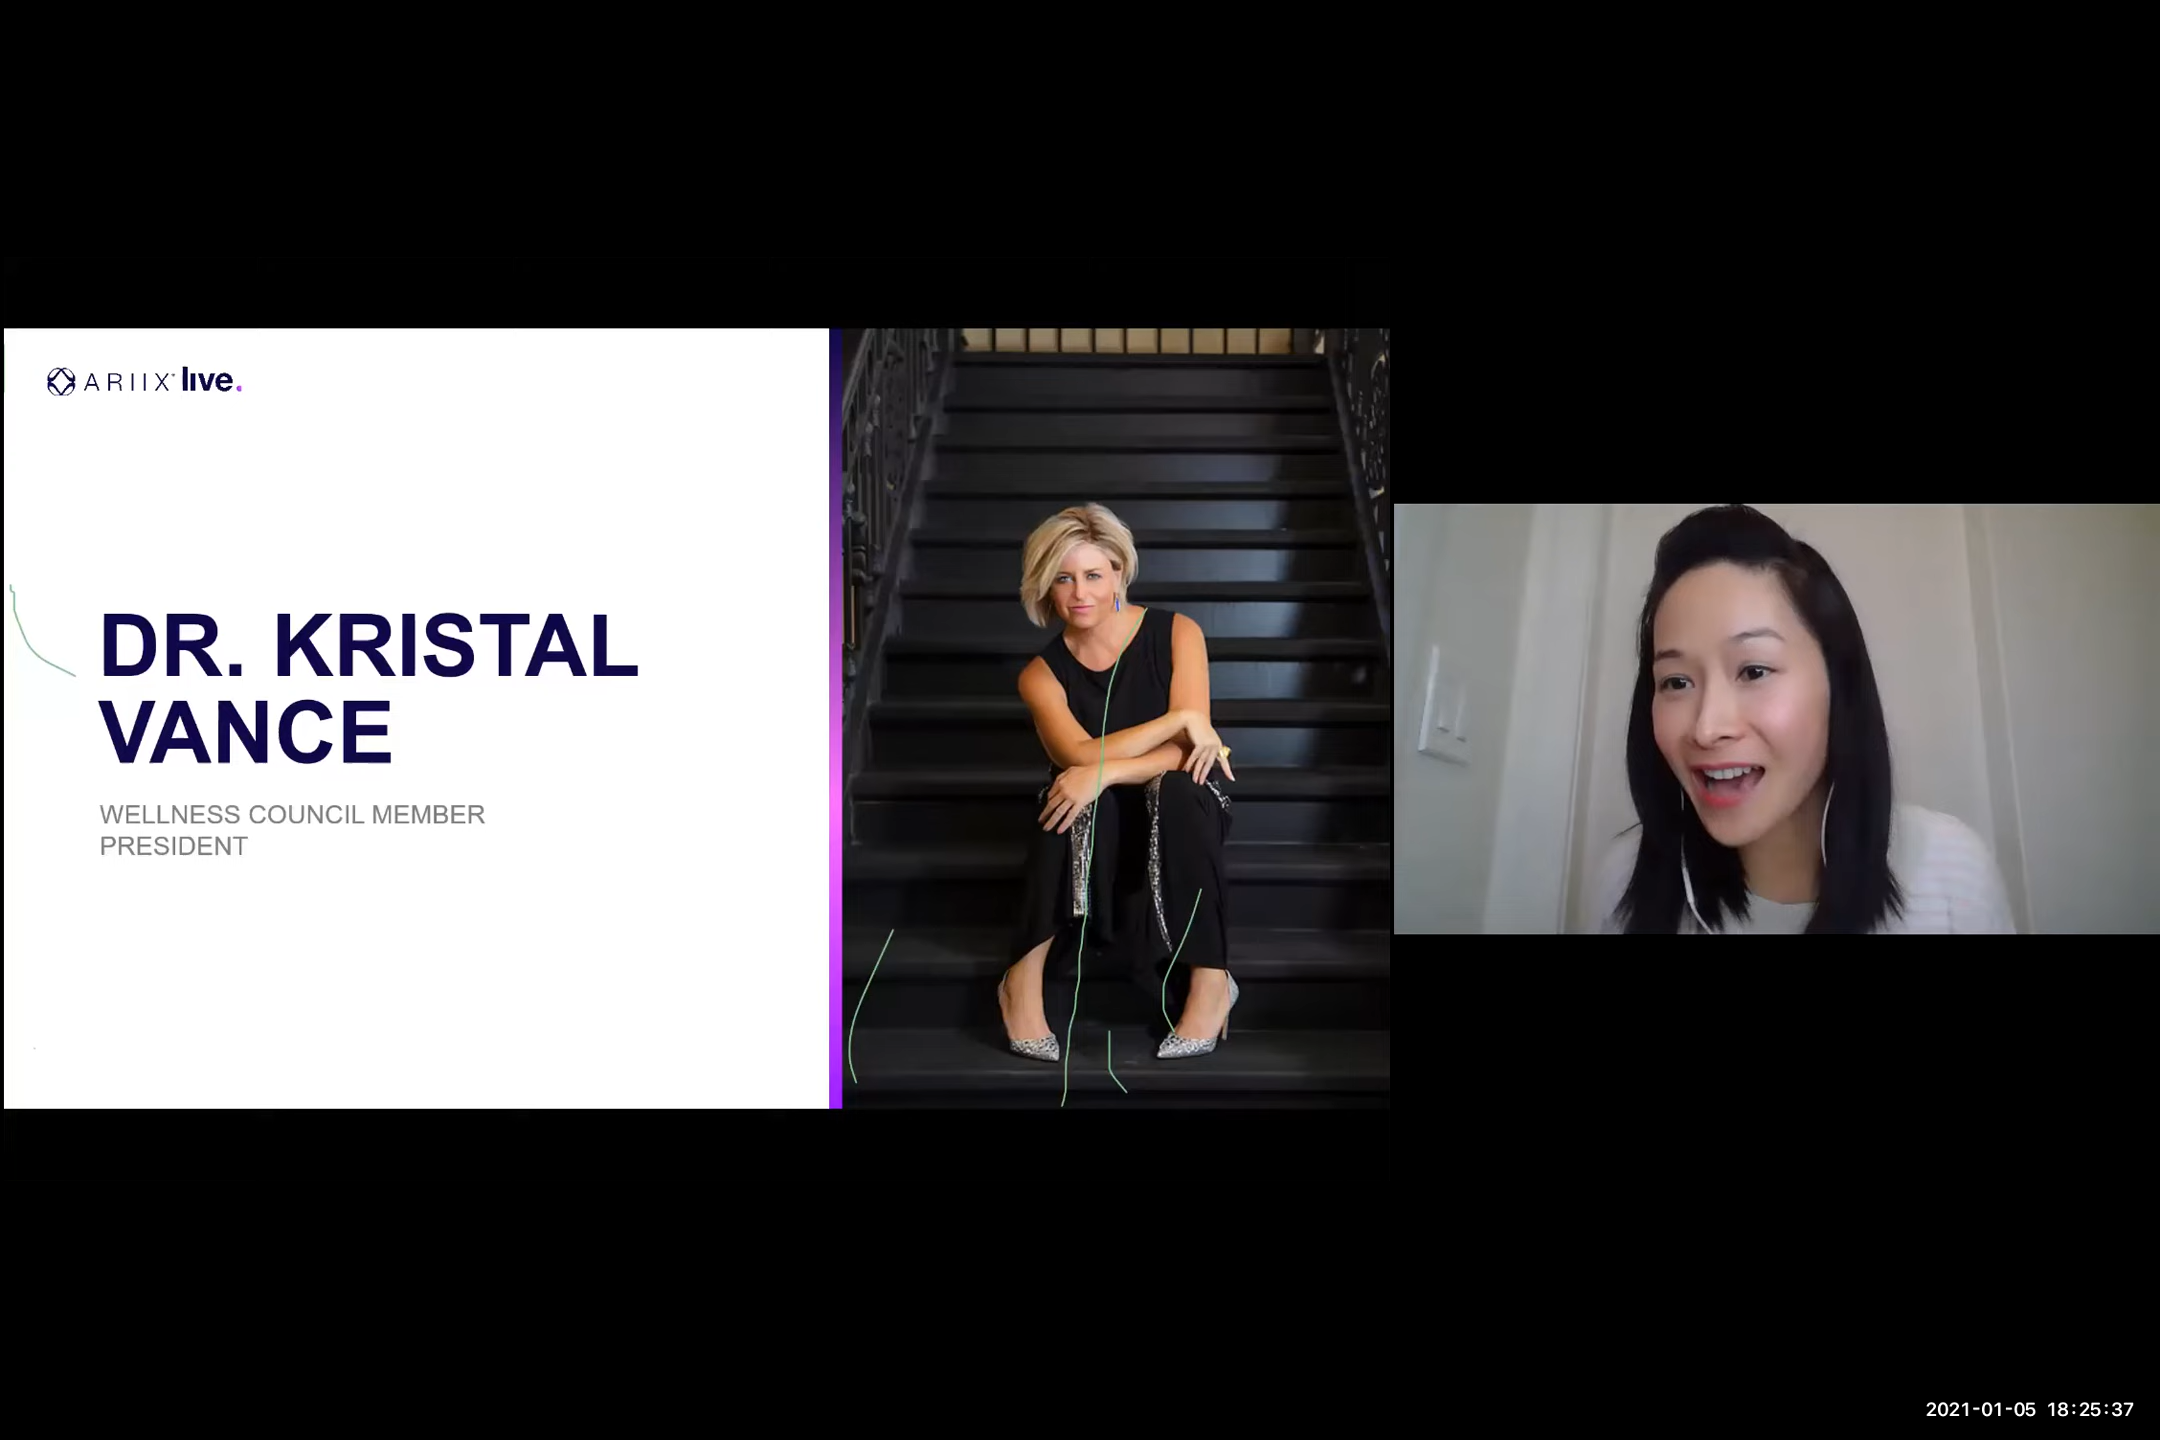 ARIIX live.
DR. KRISTAL
VANCE
WELLNESS COUNCIL MEMBER
PRESIDENT
2021-01-05 18:25:37